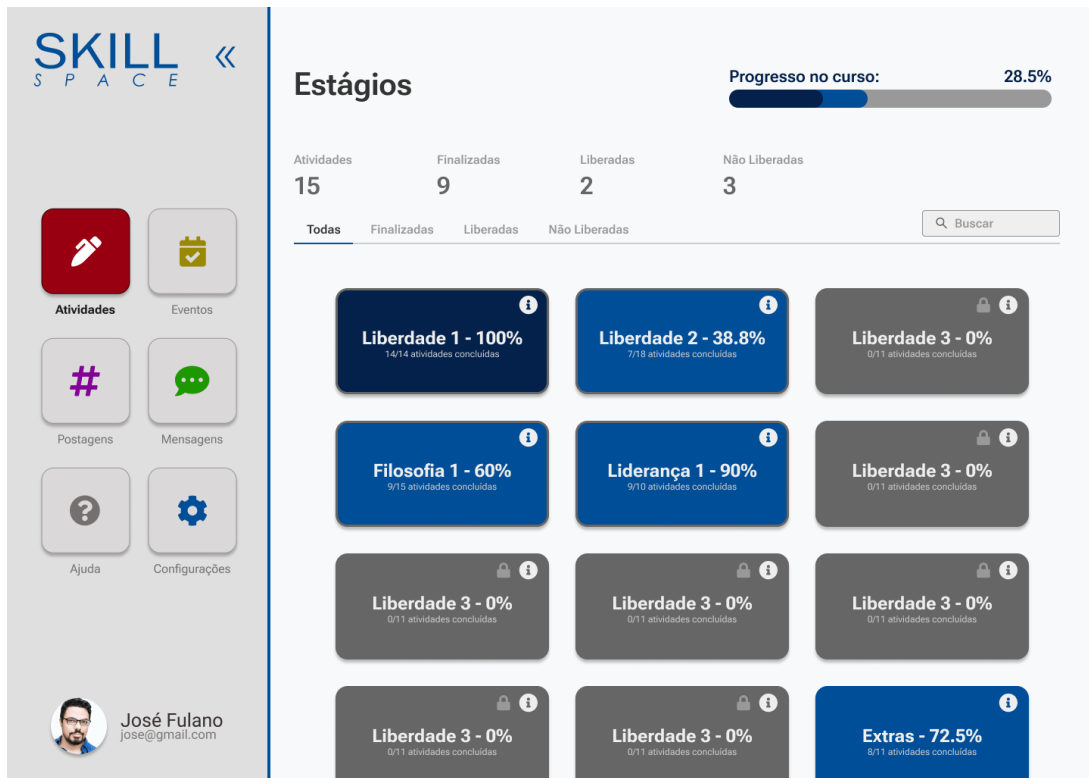 SKILL
SPACE
Estágios
Progresso no curso: 28.5%
Atividades Finalizadas Liberadas Não Liberadas
15 9 2 3
Todas Finalizadas Liberadas Não Liberadas
Buscar
Atividades Eventos
Postagens Mensagens
Ajuda Configurações
José Fulano
jose@gmail.com
Liberdade 1 - 100%
14/14 atividades concluídas
Liberdade 2 - 38.8%
7/18 atividades concluídas
Liberdade 3 - 0%
0/11 atividades concluídas
Filosofia 1 - 60%
9/15 atividades concluídas
Liderança 1 - 90%
9/10 atividades concluídas
Liberdade 3 - 0%
0/11 atividades concluídas
Liberdade 3 - 0%
0/11 atividades concluídas
Liberdade 3 - 0%
0/11 atividades concluídas
Liberdade 3 - 0%
0/11 atividades concluídas
Liberdade 3 - 0%
0/11 atividades concluídas
Liberdade 3 - 0%
0/11 atividades concluídas
Extras - 72.5%
8/11 atividades concluídas